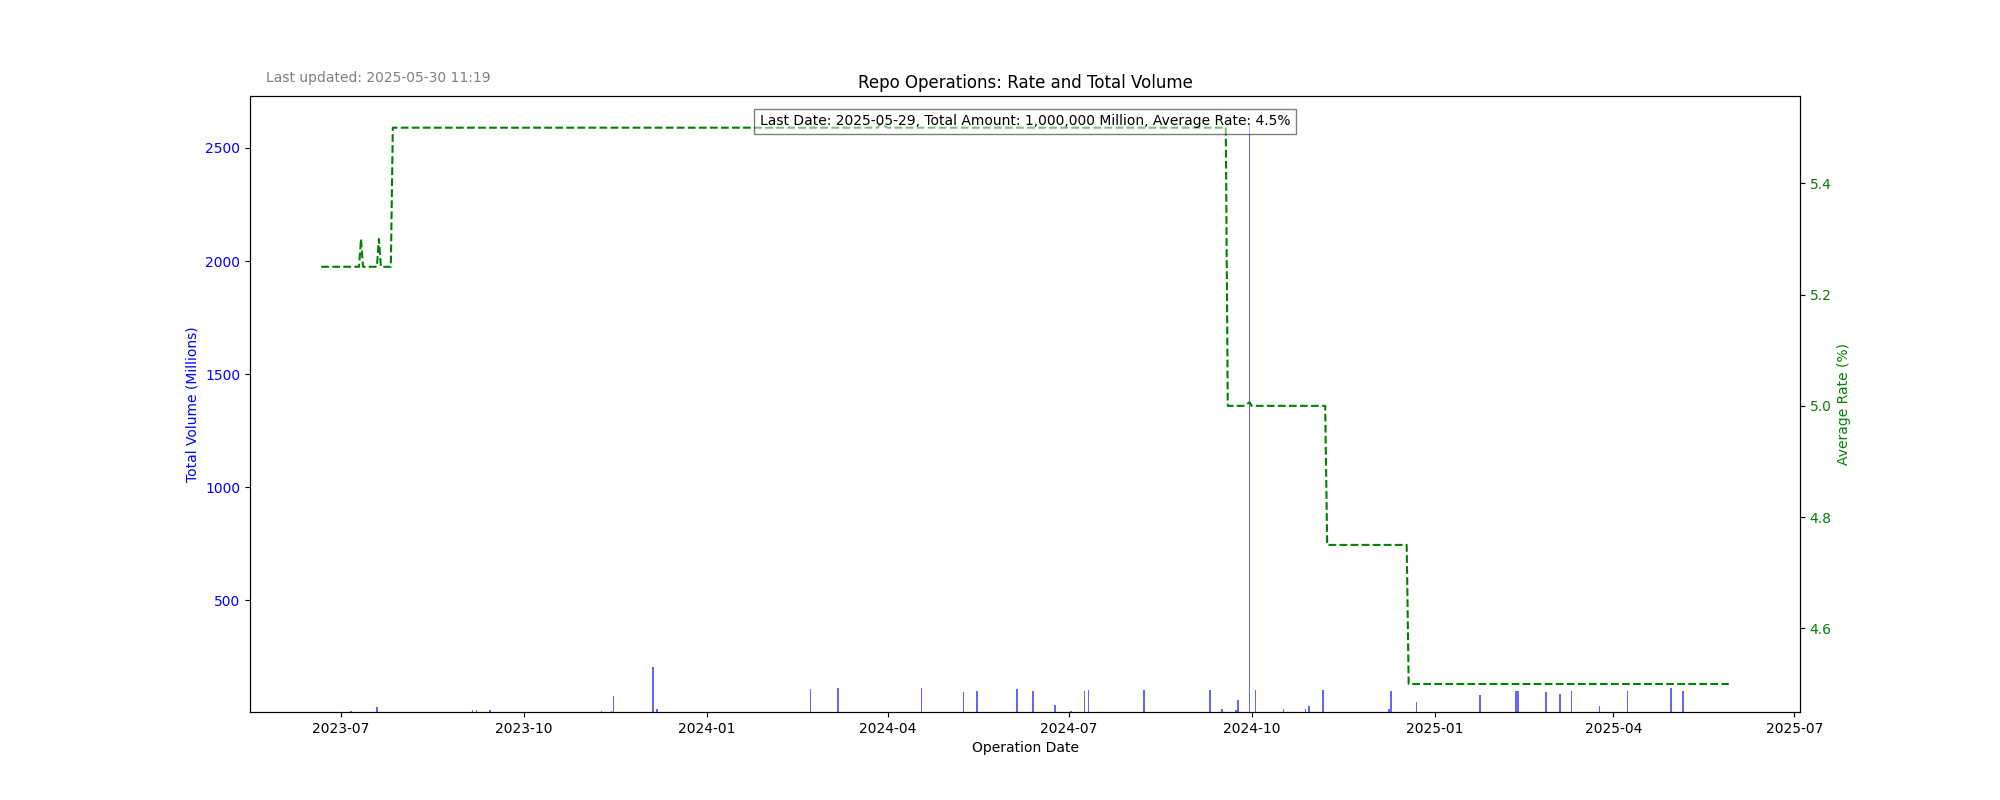 Last updated: 2025-05-30 11:19
Repo Operations: Rate and Total Volume
Last Date: 2025-05-29, Total Amount: 1,000,000 Million, Average Rate: 4.5%
Total Volume (Millions)
2500
2000
1500
1000
500
5.4
5.2
5.0
4.8
4.6
Average Rate (%)
2023-07 2023-10 2024-01 2024-04 2024-07 2024-10 2025-01 2025-04 2025-07
Operation Date